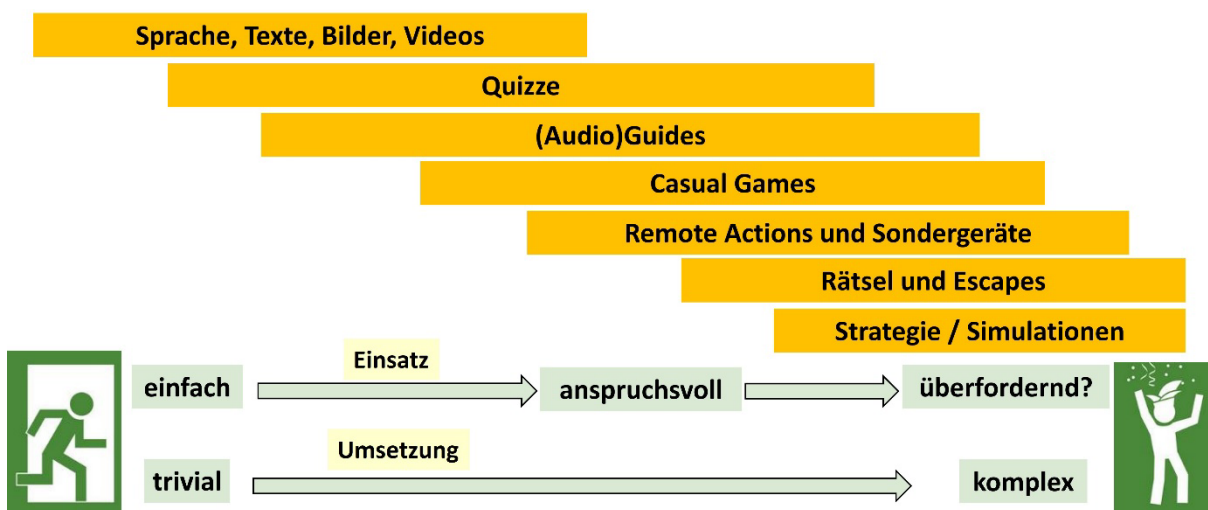 Sprache, Texte, Bilder, Videos
Quizze
(Audio)Guides
Casual Games
Remote Actions und Sondergeräte
Rätsel und Escapes
Strategie / Simulationen
Einsatz
einfach
anspruchsvoll
überfordernd?
Umsetzung
trivial
komplex